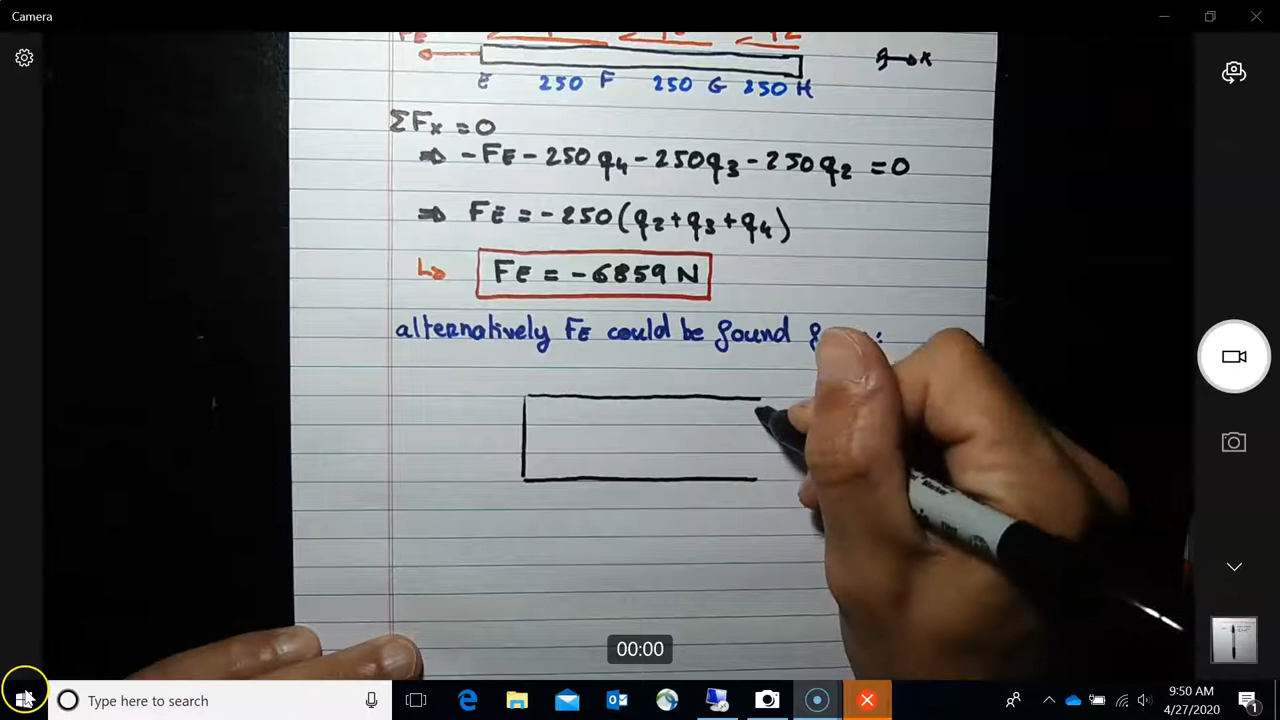 Camera
E 250 F 250 G 250 H
x
ΣFx = 0
⇒ - FE - 250 q4 - 250 q3 - 250 q2 = 0
⇒ FE = - 250 (q2 + q3 + q4)
↳ FE = - 6859 N
alternatively FE could be found
00:00
Type here to search
9:50 AM
4/27/2020
1